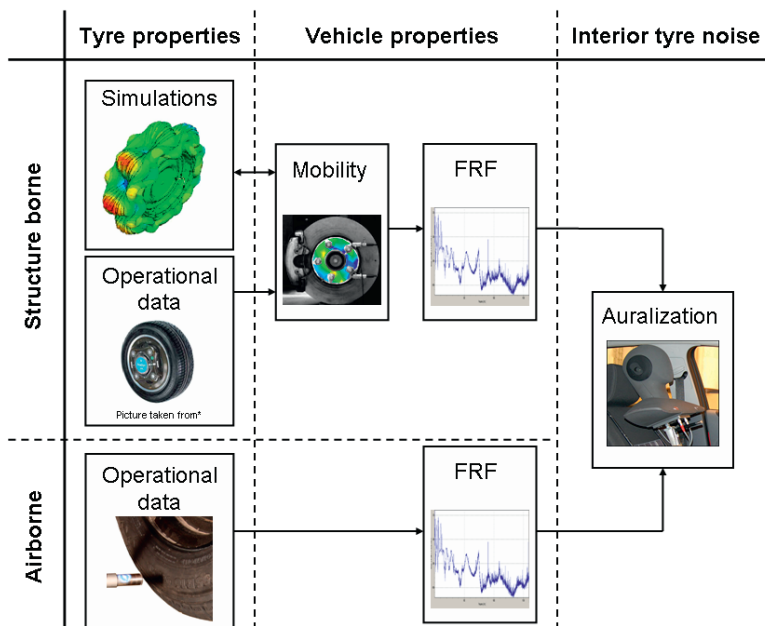 Tyre properties
Vehicle properties
Interior tyre noise
Structure borne
Simulations
Mobility
FRF
Operational
data
Picture taken from*
Auralization
Airborne
Operational
data
FRF